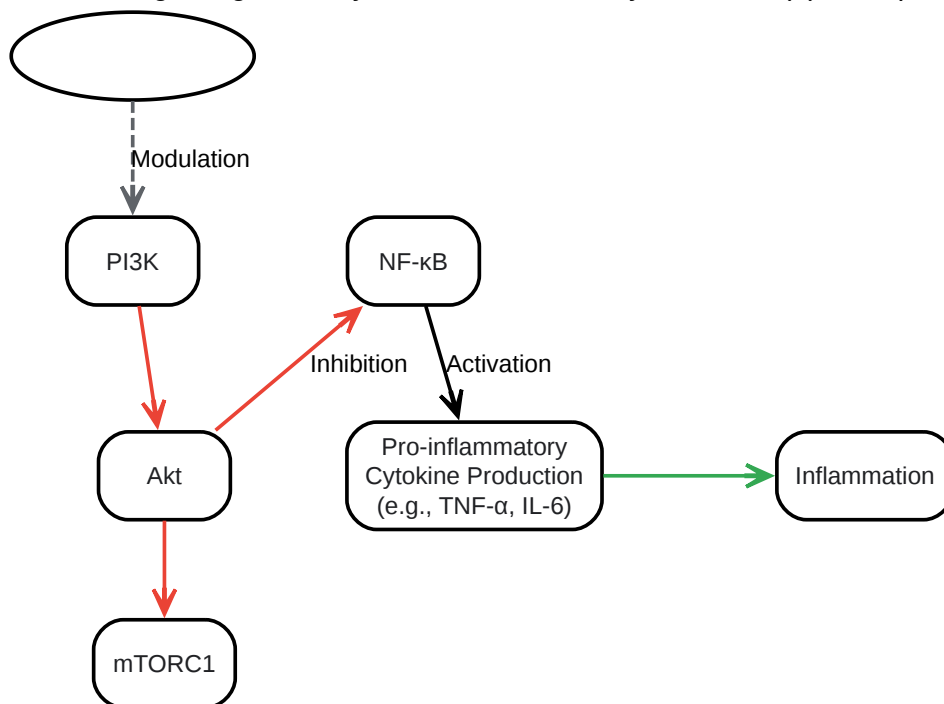 Modulation
PI3K
NF-κB
Inhibition
Activation
Akt
Pro-inflammatory
Cytokine Production
(e.g., TNF-α, IL-6)
Inflammation
mTORC1